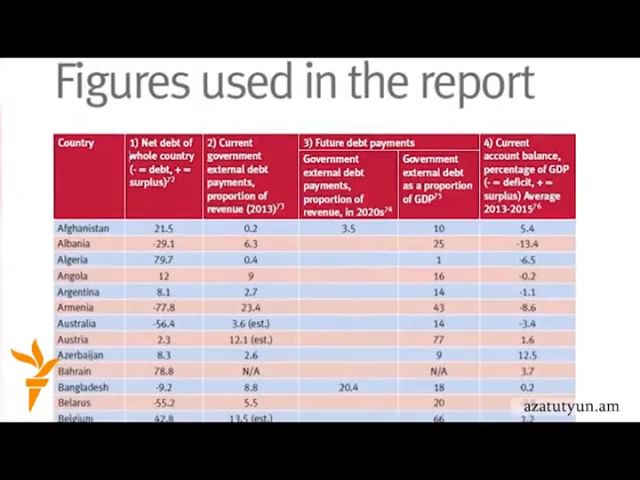 Figures used in the report
Country 1) Net debt of whole country (- = debt, + = surplus)72 2) Current government external debt payments, proportion of revenue (2013)73 3) Future debt payments Government external debt payments, proportion of revenue, in 2020s74 Government external debt as a proportion of GDP75 4) Current account balance, percentage of GDP (- = deficit, + = surplus) Average 2013-201576
Afghanistan 21.5 0.2 3.5 10 5.4
Albania -29.1 6.3 25 -13.4
Algeria 79.7 0.4 1 -6.5
Angola 12 9 16 -0.2
Argentina 8.1 2.7 14 -1.1
Armenia -77.8 23.4 43 -8.6
Australia -56.4 3.6 (est.) 14 -3.4
Austria 2.3 12.1 (est.) 77 1.6
Azerbaijan 8.3 2.6 9 12.5
Bahrain 78.8 N/A N/A 3.7
Bangladesh -9.2 8.8 20.4 18 0.2
Belarus -55.2 5.5 20
Belgium 42.8 13.5 (est.) 66
azatutyun.am